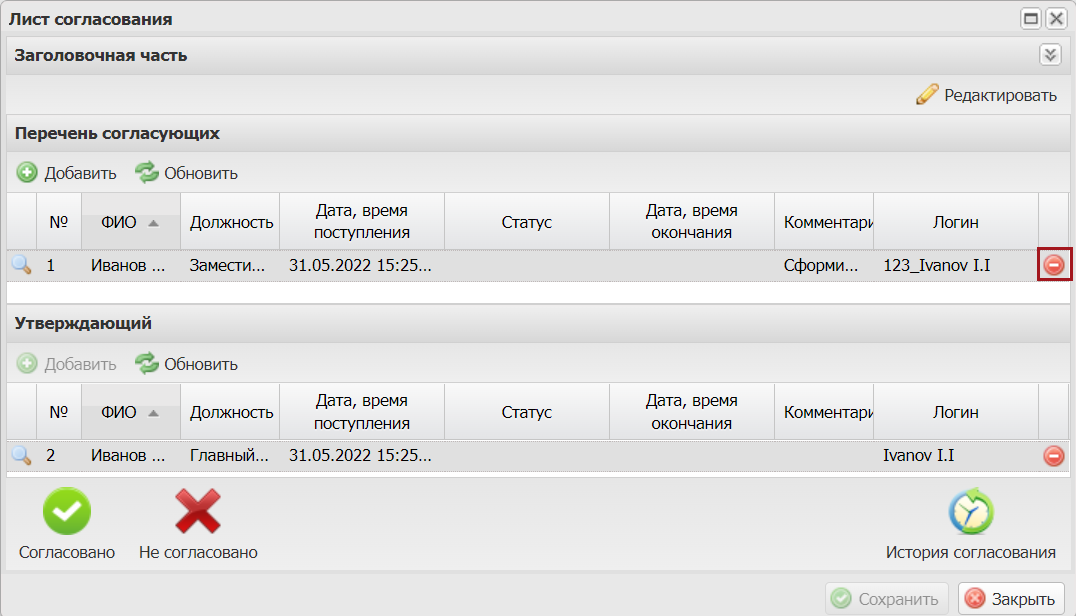 Лист согласования
Заголовочная часть
Редактировать
Перечень согласующих
Добавить Обновить
№ ФИО Должность Дата, время поступления Статус Дата, время окончания Комментари Логин
1 Иванов ... Замести... 31.05.2022 15:25... Сформи... 123_Ivanov I.I
Утверждающий
Добавить Обновить
№ ФИО Должность Дата, время поступления Статус Дата, время окончания Комментари Логин
2 Иванов ... Главный... 31.05.2022 15:25... Ivanov I.I
Согласовано Не согласовано История согласования
Сохранить Закрыть